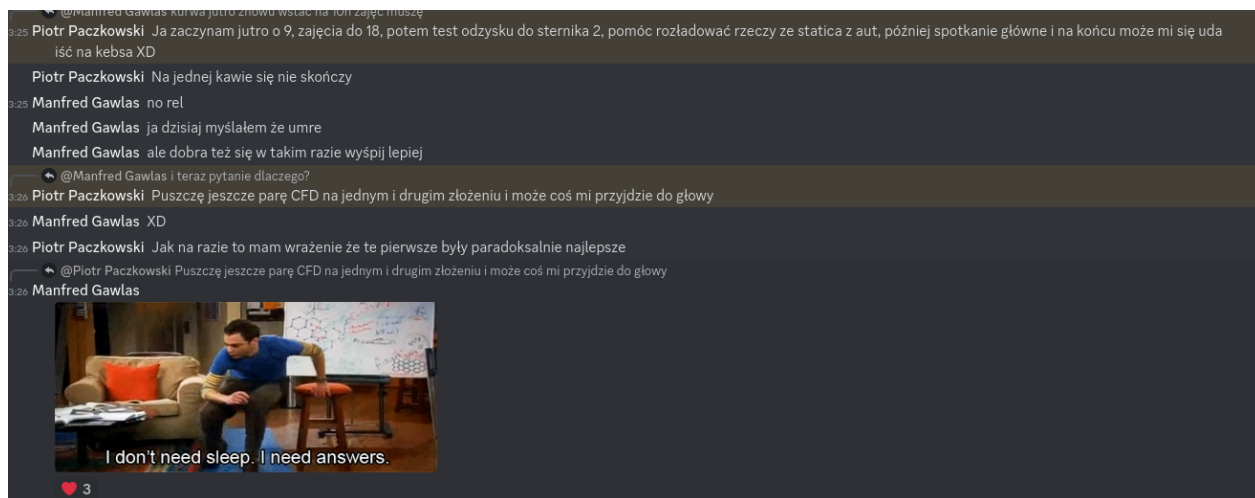 @Manfred Gawlas kurwa jutro znowu wstać na 10h zajęć muszę
3:25 Piotr Paczkowski Ja zaczynam jutro o 9, zajęcia do 18, potem test odzysku do sternika 2, pomóc rozładować rzeczy ze statica z aut, później spotkanie główne i na końcu może mi się uda
iść na kebsa XD
Piotr Paczkowski Na jednej kawie się nie skończy
3:25 Manfred Gawlas no rel
Manfred Gawlas ja dzisiaj myślałem że umre
Manfred Gawlas ale dobra też się w takim razie wyśpij lepiej
@Manfred Gawlas i teraz pytanie dlaczego?
3:26 Piotr Paczkowski Puszczę jeszcze parę CFD na jednym i drugim złożeniu i może coś mi przyjdzie do głowy
3:26 Manfred Gawlas XD
3:26 Piotr Paczkowski Jak na razie to mam wrażenie że te pierwsze były paradoksalnie najlepsze
@Piotr Paczkowski Puszczę jeszcze parę CFD na jednym i drugim złożeniu i może coś mi przyjdzie do głowy
3:26 Manfred Gawlas
I don't need sleep. I need answers.
3